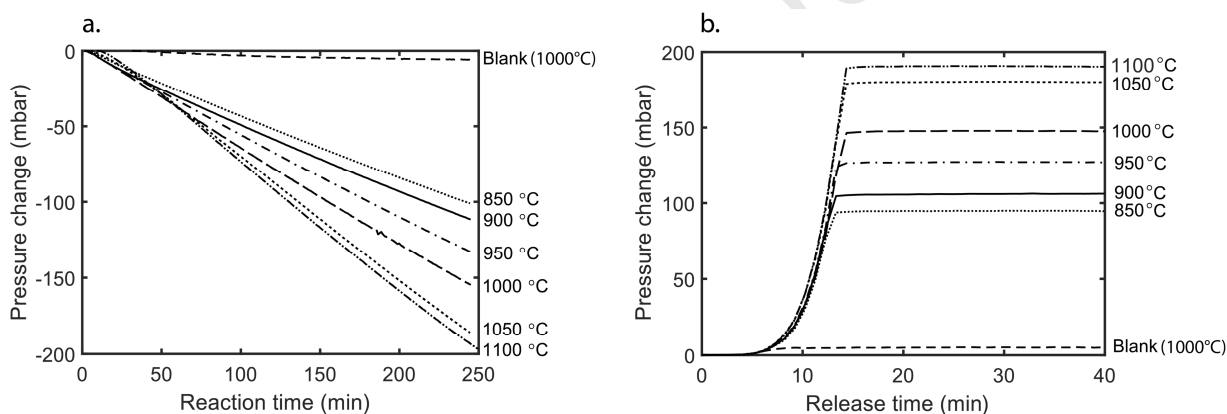 a.
0
-50
-100
-150
-200
Pressure change (mbar)
0 50 100 150 200 250
Reaction time (min)
Blank (1000°C)
850 °C
900 °C
950 °C
1000 °C
1050 °C
1100 °C
b.
200
150
100
50
0
Pressure change (mbar)
0 10 20 30 40
Release time (min)
1100 °C
1050 °C
1000 °C
950 °C
900 °C
850 °C
Blank (1000°C)